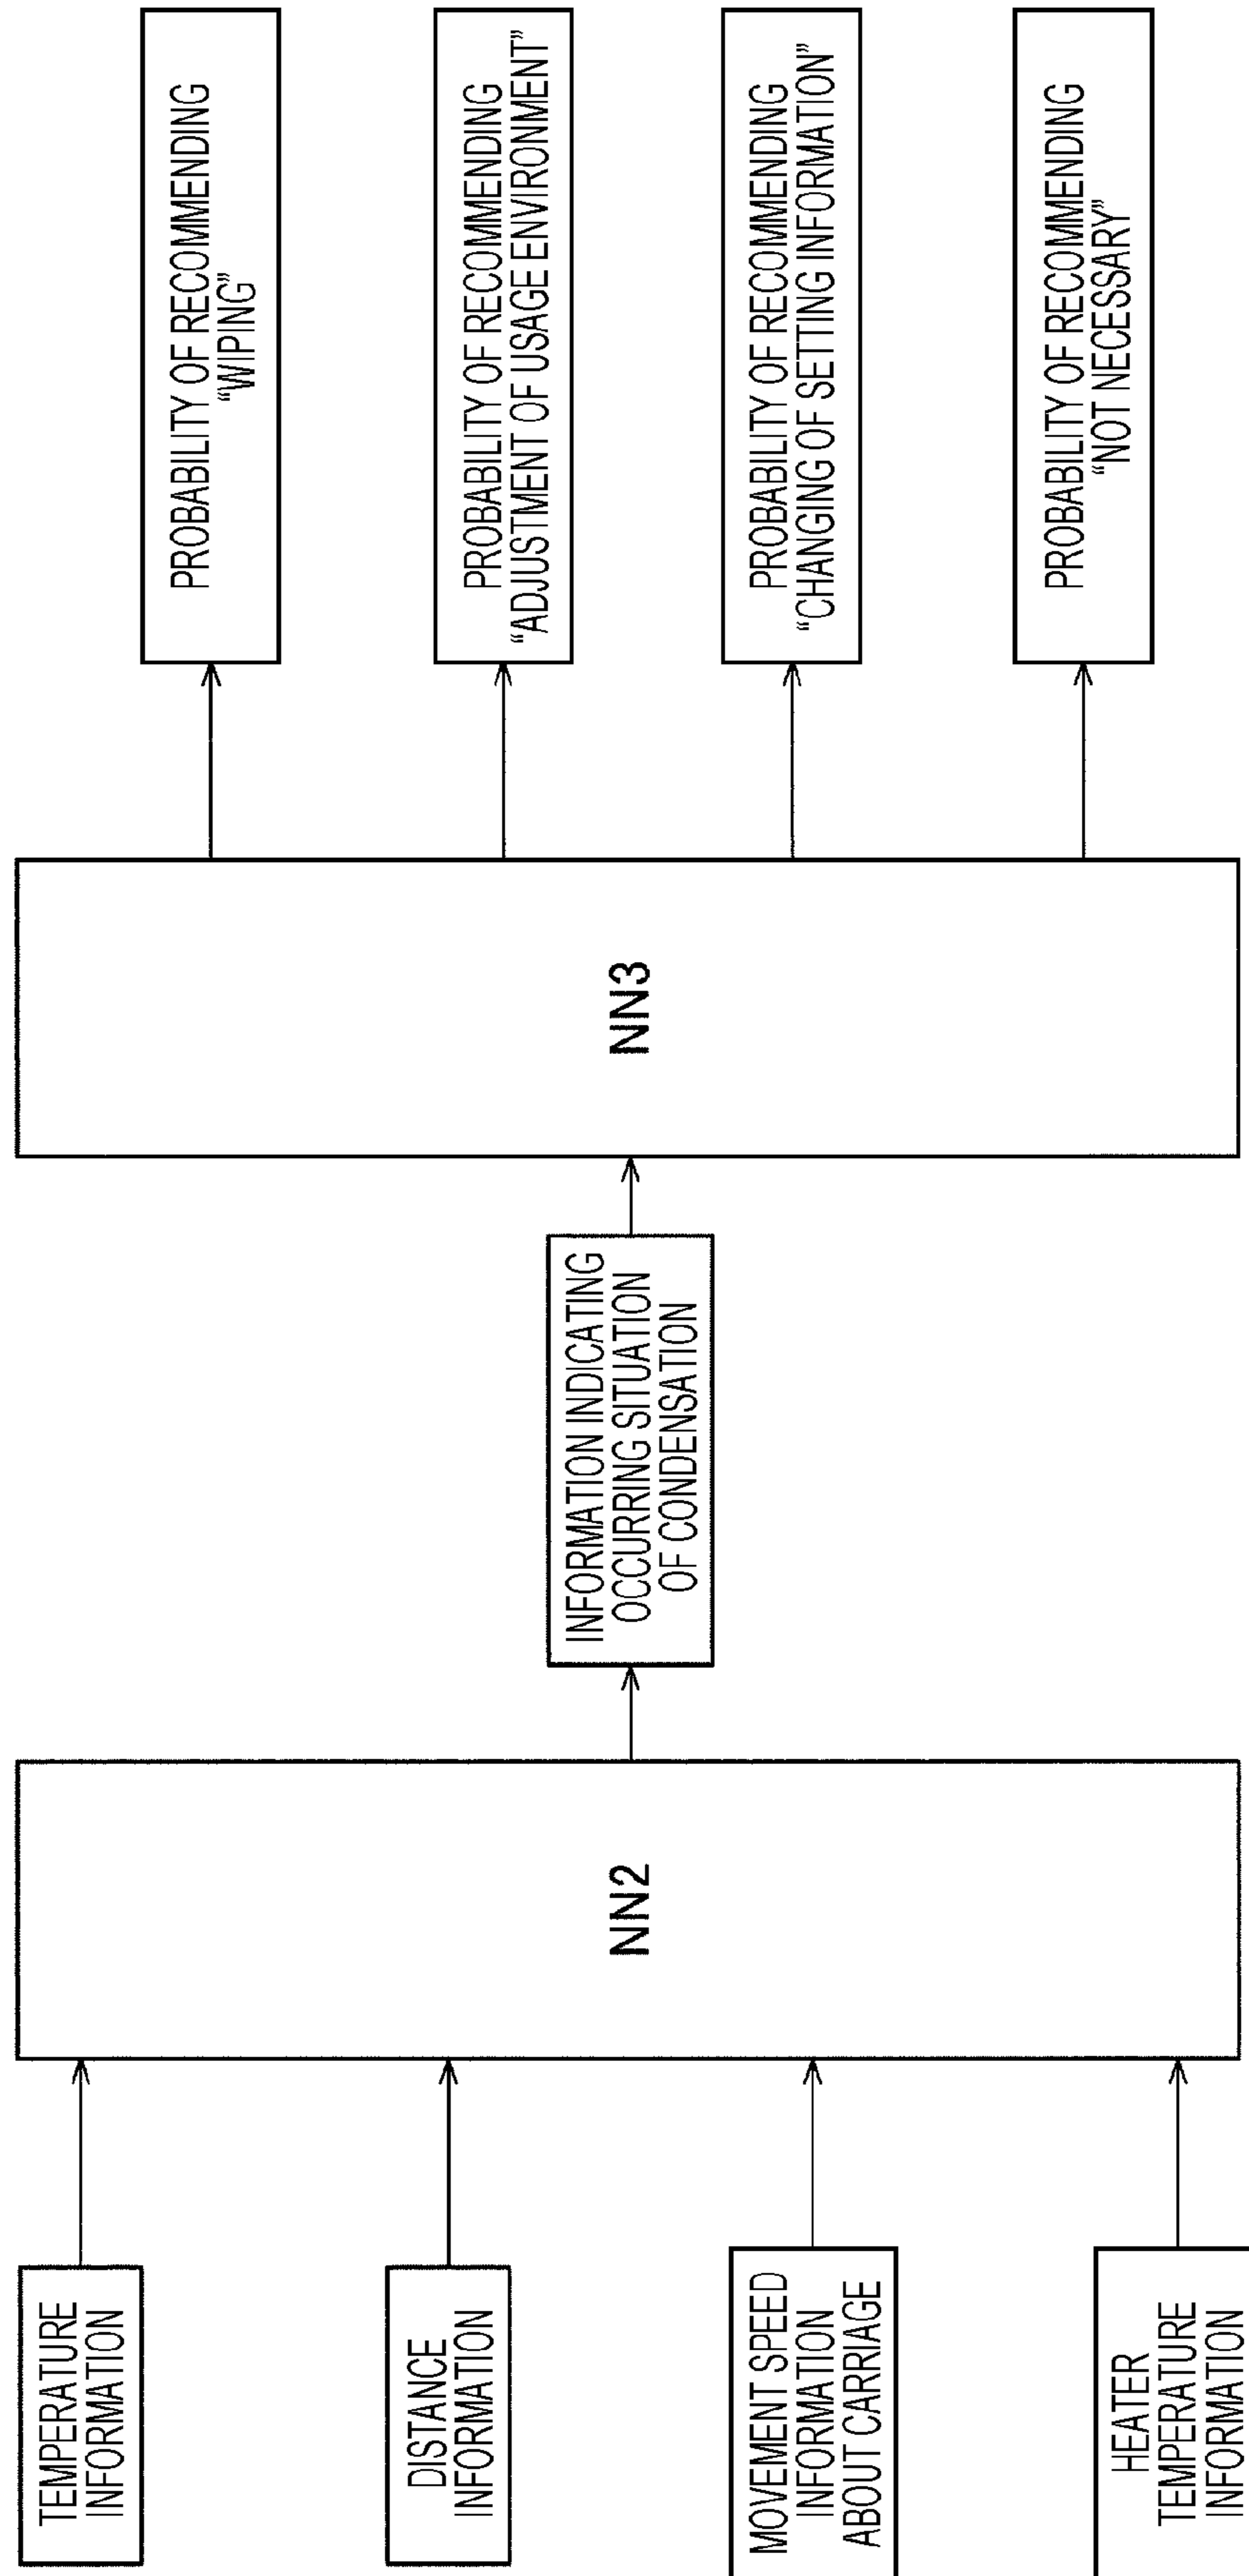 TEMPERATURE
INFORMATION
DISTANCE
INFORMATION
MOVEMENT SPEED
INFORMATION
ABOUT CARRIAGE
HEATER
TEMPERATURE
INFORMATION
NN2
INFORMATION INDICATING
OCCURRING SITUATION
OF CONDENSATION
NN3
PROBABILITY OF RECOMMENDING
“WIPING”
PROBABILITY OF RECOMMENDING
“ADJUSTMENT OF USAGE ENVIRONMENT”
PROBABILITY OF RECOMMENDING
“CHANGING OF SETTING INFORMATION”
PROBABILITY OF RECOMMENDING
“NOT NECESSARY”